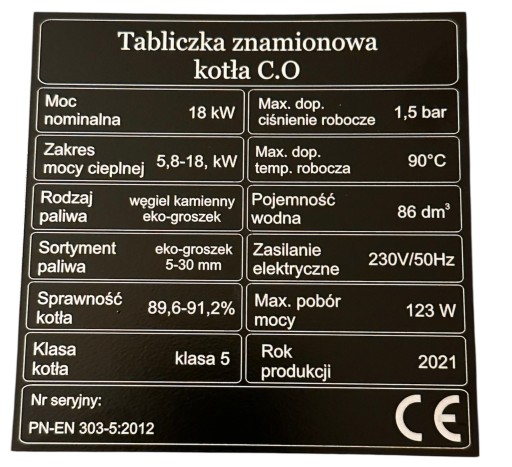 Tabliczka znamionowa
kotła C.O
Moc
nominalna
18 kW
Max. dop.
ciśnienie robocze
1,5 bar
Zakres
mocy cieplnej
5,8-18, kW
Max. dop.
temp. robocza
90°C
Rodzaj
paliwa
węgiel kamienny
eko-groszek
Pojemność
wodna
86 dm³
Sortyment
paliwa
eko-groszek
5-30 mm
Zasilanie
elektryczne
230V/50Hz
Sprawność
kotła
89,6-91,2%
Max. pobór
mocy
123 W
Klasa
kotła
klasa 5
Rok
produkcji
2021
Nr seryjny:
PN-EN 303-5:2012
CE